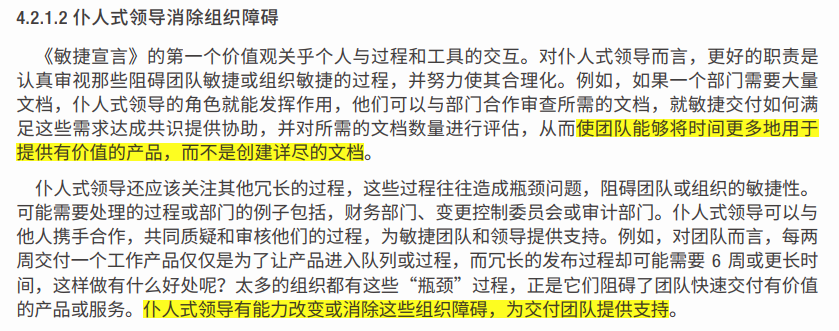 4.2.1.2 仆人式领导消除组织障碍
《敏捷宣言》的第一个价值观关乎个人与过程和工具的交互。对仆人式领导而言，更好的职责是
认真审视那些阻碍团队敏捷或组织敏捷的过程，并努力使其合理化。例如，如果一个部门需要大量
文档，仆人式领导的角色就能发挥作用，他们可以与部门合作审查所需的文档，就敏捷交付如何满
足这些需求达成共识提供协助，并对所需的文档数量进行评估，从而使团队能够将时间更多地用于
提供有价值的产品，而不是创建详尽的文档。
仆人式领导还应该关注其他冗长的过程，这些过程往往造成瓶颈问题，阻碍团队或组织的敏捷性。
可能需要处理的过程或部门的例子包括，财务部门、变更控制委员会或审计部门。仆人式领导可以与
他人携手合作，共同质疑和审核他们的过程，为敏捷团队和领导提供支持。例如，对团队而言，每两
周交付一个工作产品仅仅是为了让产品进入队列或过程，而冗长的发布过程却可能需要 6 周或更长时
间，这样做有什么好处呢？太多的组织都有这些“瓶颈”过程，正是它们阻碍了团队快速交付有价值
的产品或服务。仆人式领导有能力改变或消除这些组织障碍，为交付团队提供支持。